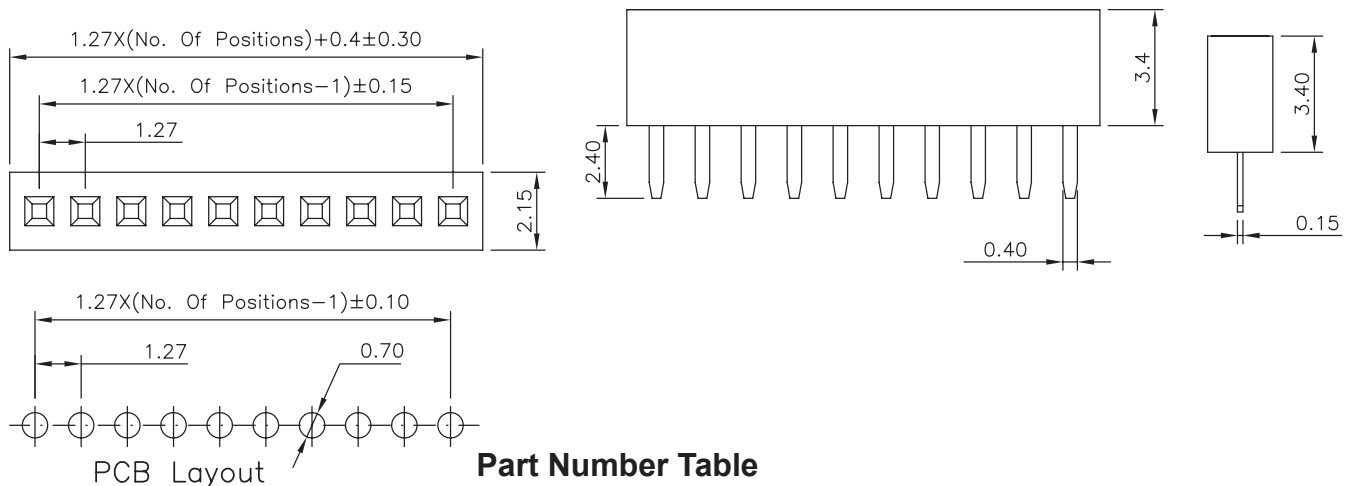 1.27X(No. Of Positions)+0.4±0.30
1.27X(No. Of Positions-1)±0.15
1.27
2.15
3.4
2.40
0.40
3.40
0.15
1.27X(No. Of Positions-1)±0.10
1.27
0.70
PCB Layout
Part Number Table